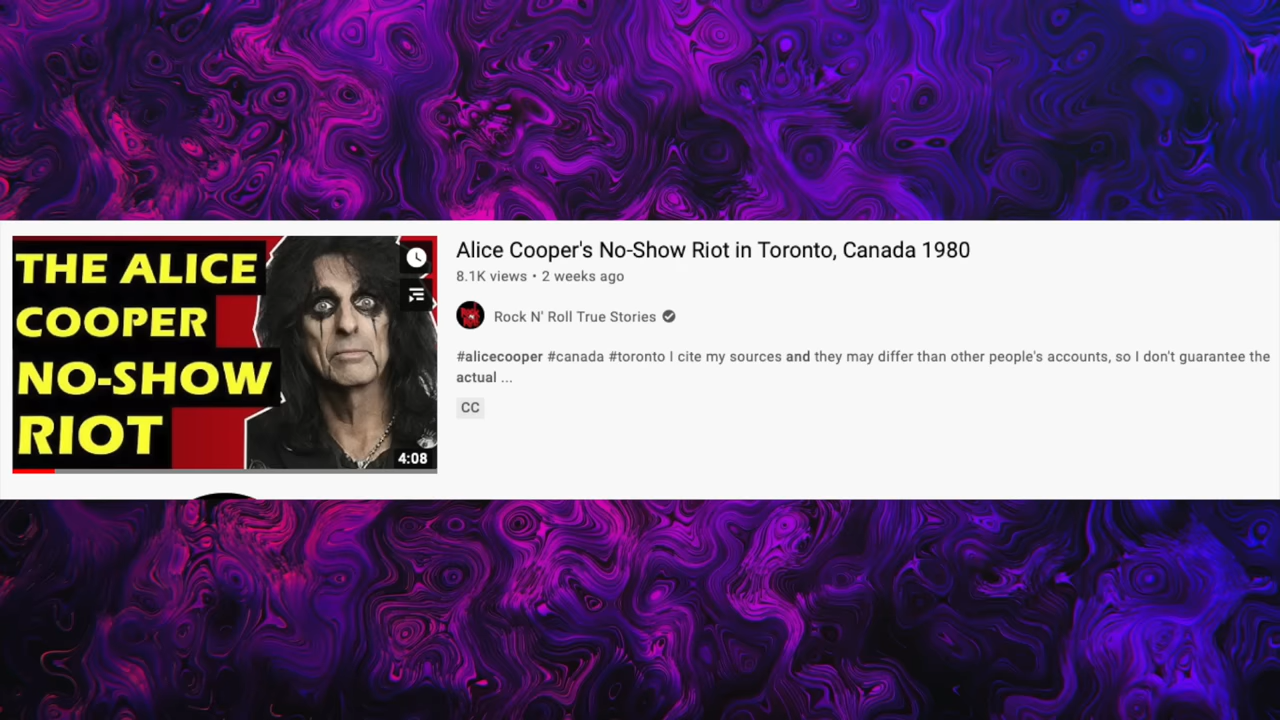 THE ALICE
COOPER
NO-SHOW
RIOT
4:08
Alice Cooper's No-Show Riot in Toronto, Canada 1980
8.1K views • 2 weeks ago
Rock N' Roll True Stories
#alicecooper #canada #toronto I cite my sources and they may differ than other people's accounts, so I don't guarantee the
actual ...
CC